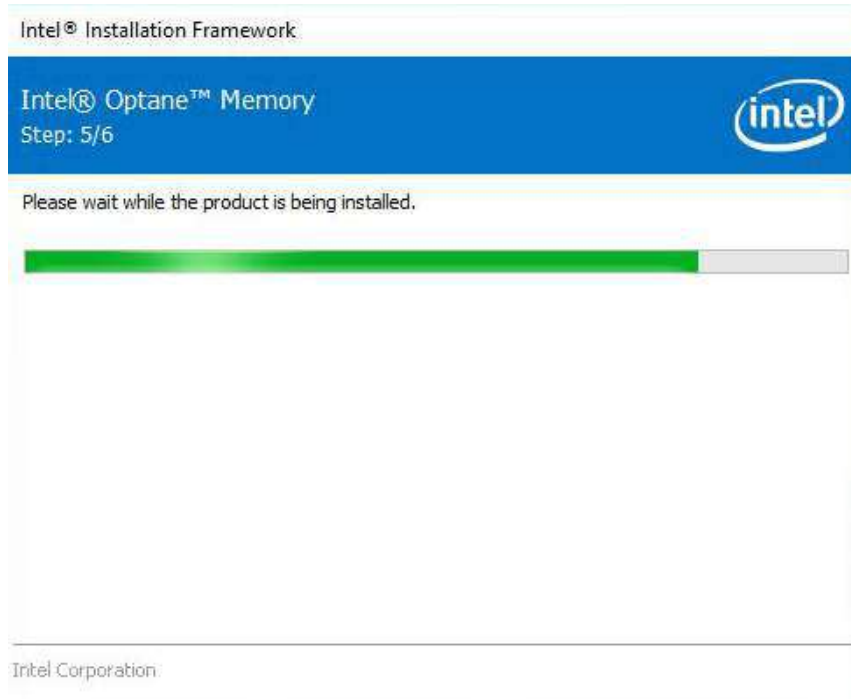 Intel® Installation Framework
Intel® Optane™ Memory
Step: 5/6
intel
Please wait while the product is being installed.
Intel Corporation